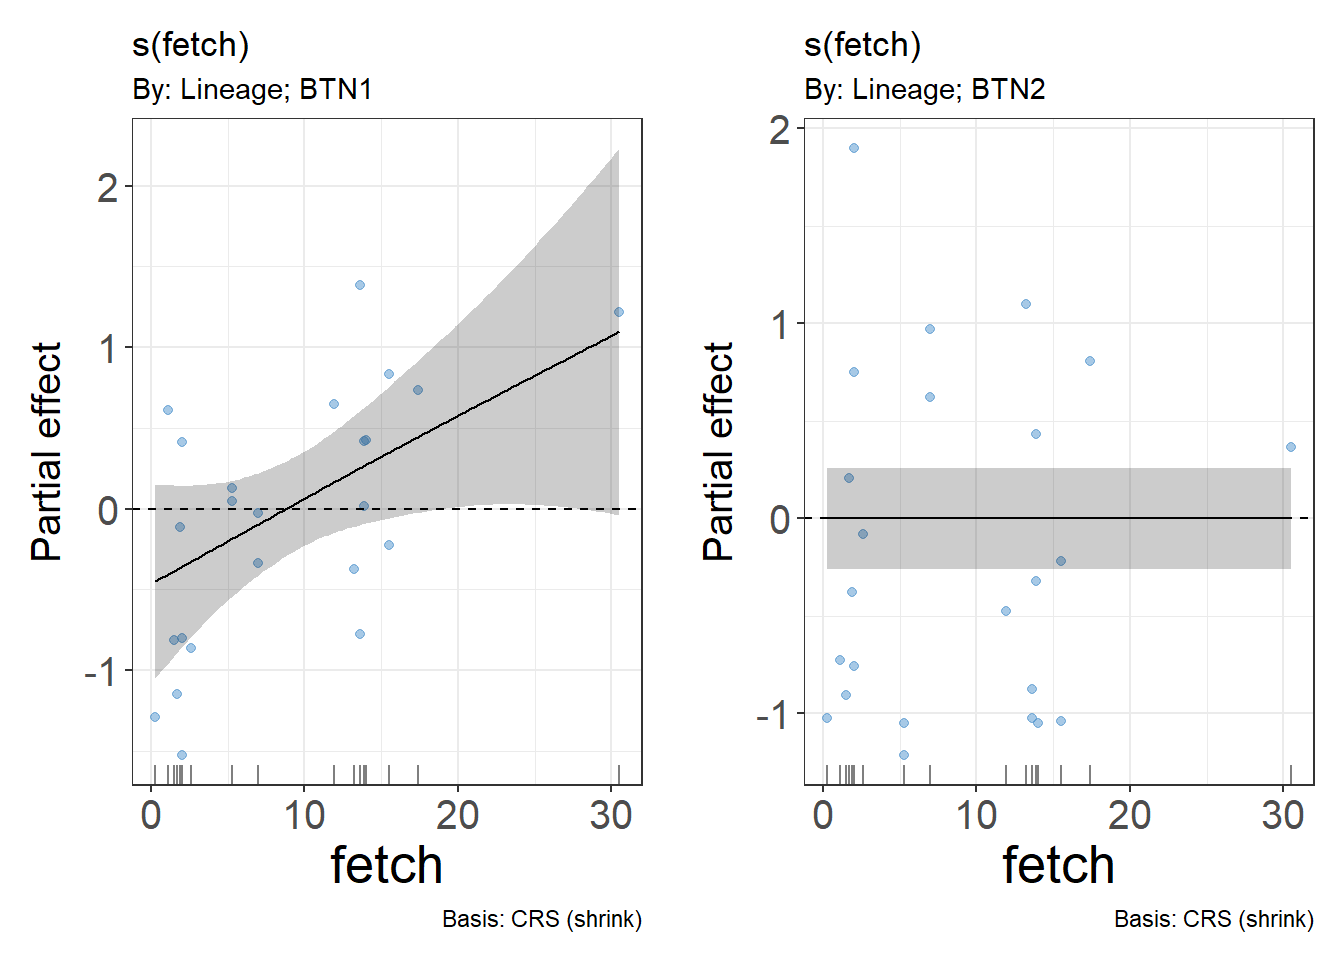 s(fetch)
By: Lineage; BTN1
Partial effect
2
1
0
-1
0 10 20 30
fetch
Basis: CRS (shrink)
s(fetch)
By: Lineage; BTN2
Partial effect
2
1
0
-1
0 10 20 30
fetch
Basis: CRS (shrink)